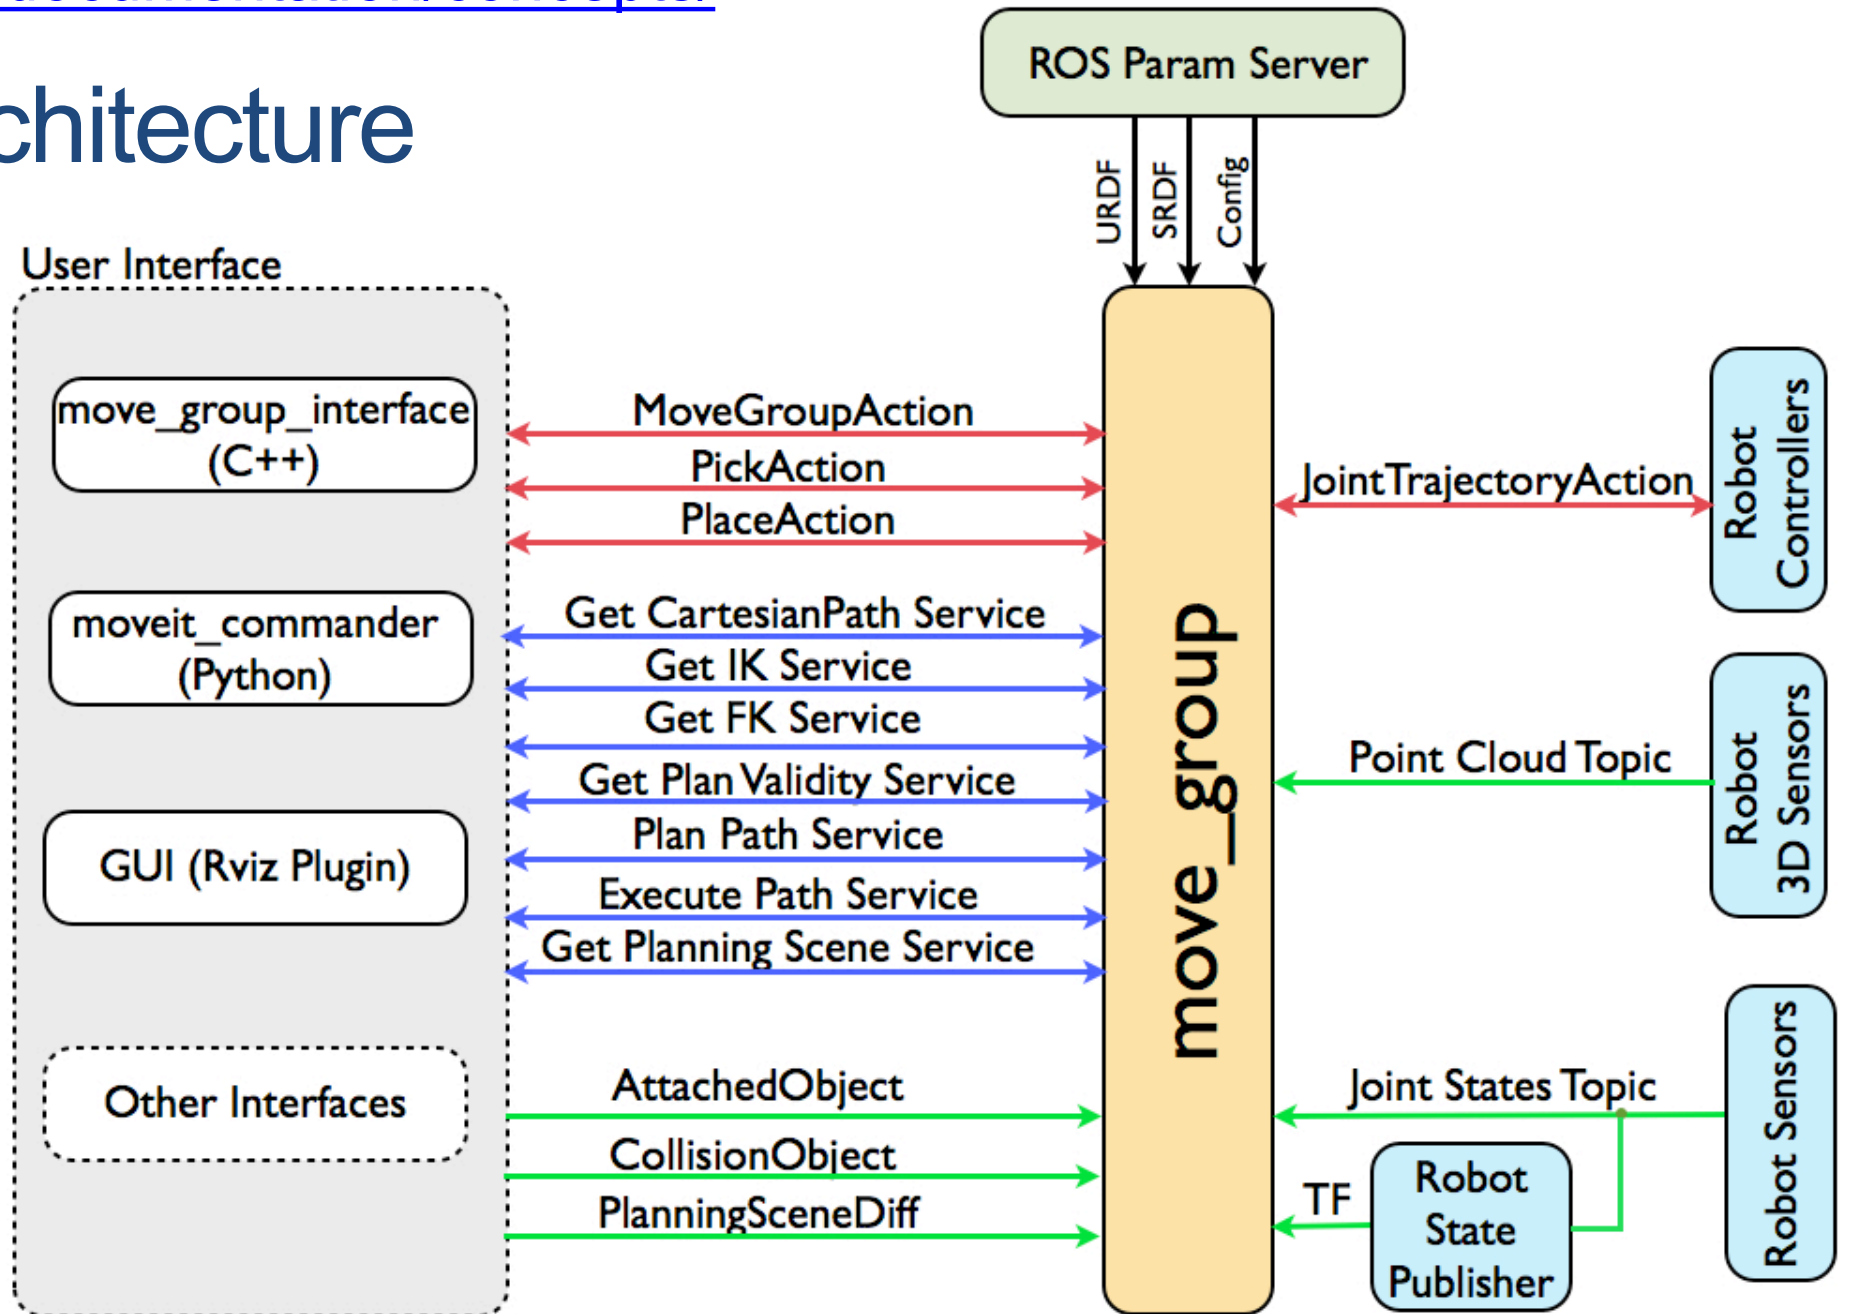 chitecture
ROS Param Server
URDF
SRDF
Config
User Interface
move_group_interface
(C++)
moveit_commander
(Python)
GUI (Rviz Plugin)
Other Interfaces
MoveGroupAction
PickAction
PlaceAction
Get CartesianPath Service
Get IK Service
Get FK Service
Get Plan Validity Service
Plan Path Service
Execute Path Service
Get Planning Scene Service
AttachedObject
CollisionObject
PlanningSceneDiff
move_group
JointTrajectoryAction
Robot
Controllers
Point Cloud Topic
Robot
3D Sensors
Joint States Topic
Robot Sensors
TF
Robot
State
Publisher